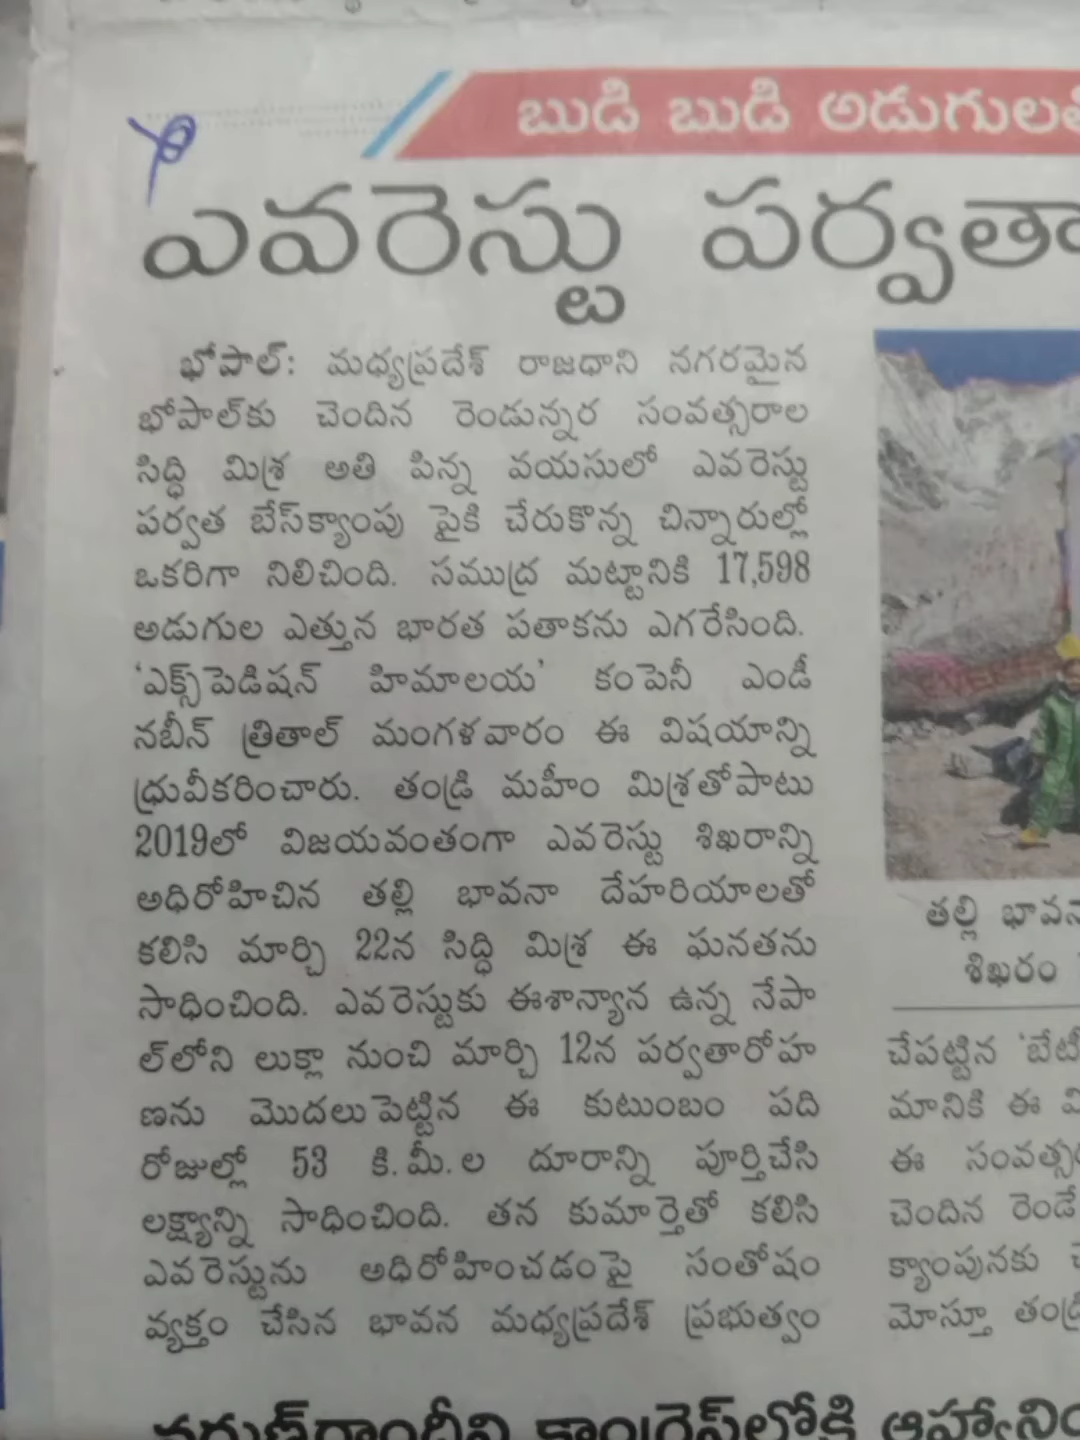 బుడి బుడి అడుగులతో
ఎవరెస్టు పర్వతా
భోపాల్: మధ్యప్రదేశ్ రాజధాని నగరమైన
భోపాల్‌కు చెందిన రెండున్నర సంవత్సరాల
సిద్ధి మిశ్ర అతి పిన్న వయసులో ఎవరెస్టు
పర్వత బేస్‌క్యాంపు పైకి చేరుకొన్న చిన్నారుల్లో
ఒకరిగా నిలిచింది. సముద్ర మట్టానికి 17,598
అడుగుల ఎత్తున భారత పతాకను ఎగరేసింది.
'ఎక్స్‌పెడిషన్ హిమాలయ' కంపెనీ ఎండీ
నబీన్ త్రితాల్ మంగళవారం ఈ విషయాన్ని
ధ్రువీకరించారు. తండ్రి మహీం మిశ్రతోపాటు
2019లో విజయవంతంగా ఎవరెస్టు శిఖరాన్ని
అధిరోహించిన తల్లి భావనా దేహరియాలతో
కలిసి మార్చి 22న సిద్ధి మిశ్ర ఈ ఘనతను
సాధించింది. ఎవరెస్టుకు ఈశాన్యాన ఉన్న నేపా
ల్‌లోని లుక్లా నుంచి మార్చి 12న పర్వతారోహ
ణను మొదలుపెట్టిన ఈ కుటుంబం పది
రోజుల్లో 53 కి.మీ.ల దూరాన్ని పూర్తిచేసి
లక్ష్యాన్ని సాధించింది. తన కుమార్తెతో కలిసి
ఎవరెస్టును అధిరోహించడంపై సంతోషం
వ్యక్తం చేసిన భావన మధ్యప్రదేశ్ ప్రభుత్వం
తల్లి భావనా
శిఖరం
చేపట్టిన 'బేటీ
మానికి ఈ
ఈ సంవత్స
చెందిన రెండే
క్యాంపునకు
మోస్తూ తండ్రి
వరుణ్‌గాంధీని కాంగ్రెస్‌లోకి ఆహ్వానిం